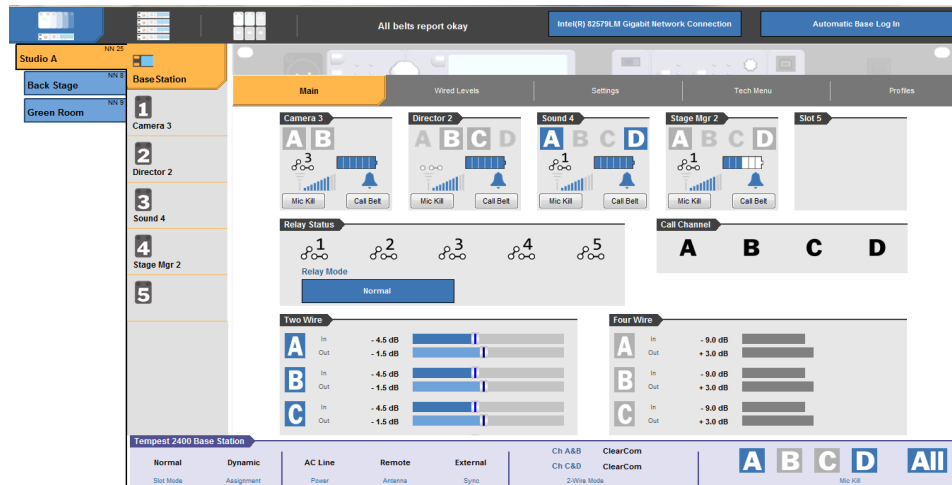 All belts report okay
Intel(R) 82579LM Gigabit Network Connection
Automatic Base Log In
Studio A
NN 25
Back Stage
NN 8
Green Room
NN 9
BaseStation
1
Camera 3
2
Director 2
3
Sound 4
4
Stage Mgr 2
5
Main
Wired Levels
Settings
Tech Menu
Profiles
Camera 3
A B
3
Mic Kill
Call Belt
Director 2
A B C D
Mic Kill
Call Belt
Sound 4
A B C D
1
Mic Kill
Call Belt
Stage Mgr 2
A B C D
1
Mic Kill
Call Belt
Slot 5
Relay Status
1 2 3 4 5
Relay Mode
Normal
Call Channel
A B C D
Two Wire
A In - 4.5 dB
Out - 1.5 dB
B In - 4.5 dB
Out - 1.5 dB
C In - 4.5 dB
Out - 1.5 dB
Four Wire
A In - 9.0 dB
Out + 3.0 dB
B In - 9.0 dB
Out + 3.0 dB
C In - 9.0 dB
Out + 3.0 dB
Tempest 2400 Base Station
Normal
Slot Mode
Dynamic
Assignment
AC Line
Power
Remote
Antenna
External
Sync
Ch A&B ClearCom
Ch C&D ClearCom
2-Wire Mode
A B C D All
Mic Kill